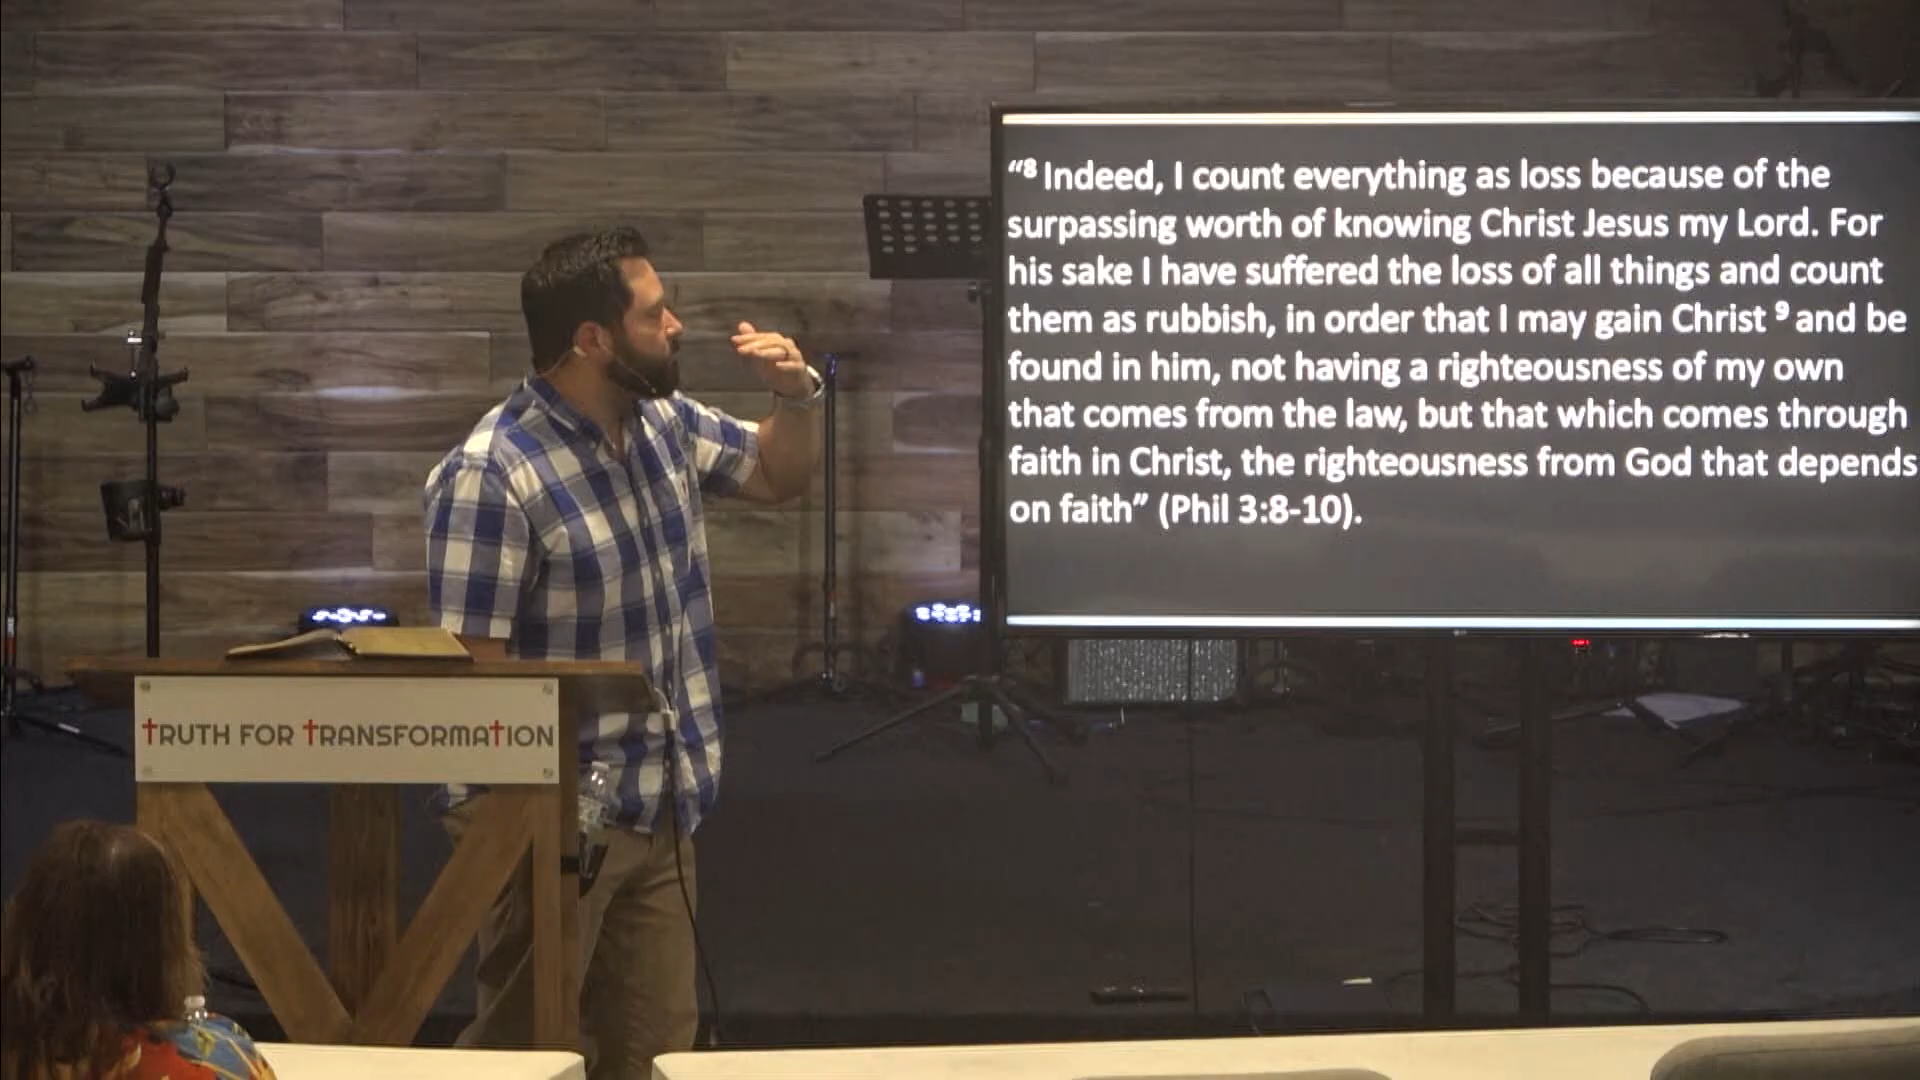 “⁸ Indeed, I count everything as loss because of the
surpassing worth of knowing Christ Jesus my Lord. For
his sake I have suffered the loss of all things and count
them as rubbish, in order that I may gain Christ ⁹ and be
found in him, not having a righteousness of my own
that comes from the law, but that which comes through
faith in Christ, the righteousness from God that depends
on faith” (Phil 3:8-10).
TRUTH FOR TRANSFORMATION